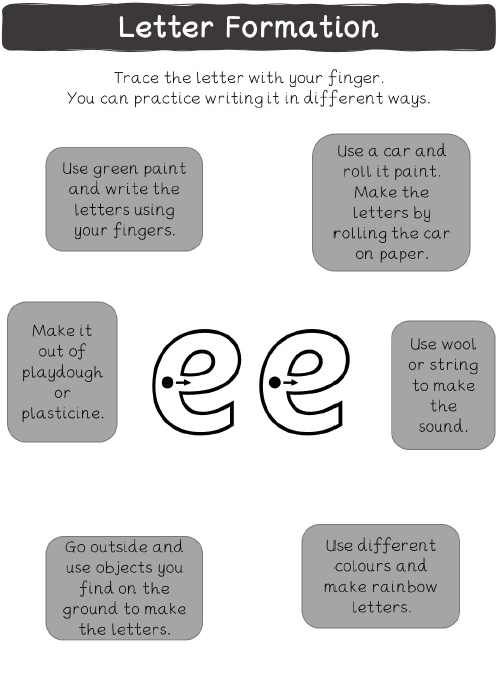 Letter Formation
Trace the letter with your finger.
You can practice writing it in different ways.
Use green paint
and write the
letters using
your fingers.
Use a car and
roll it paint.
Make the
letters by
rolling the car
on paper.
Make it
out of
playdough
or
plasticine.
ee
Use wool
or string
to make
the
sound.
Go outside and
use objects you
find on the
ground to make
the letters.
Use different
colours and
make rainbow
letters.